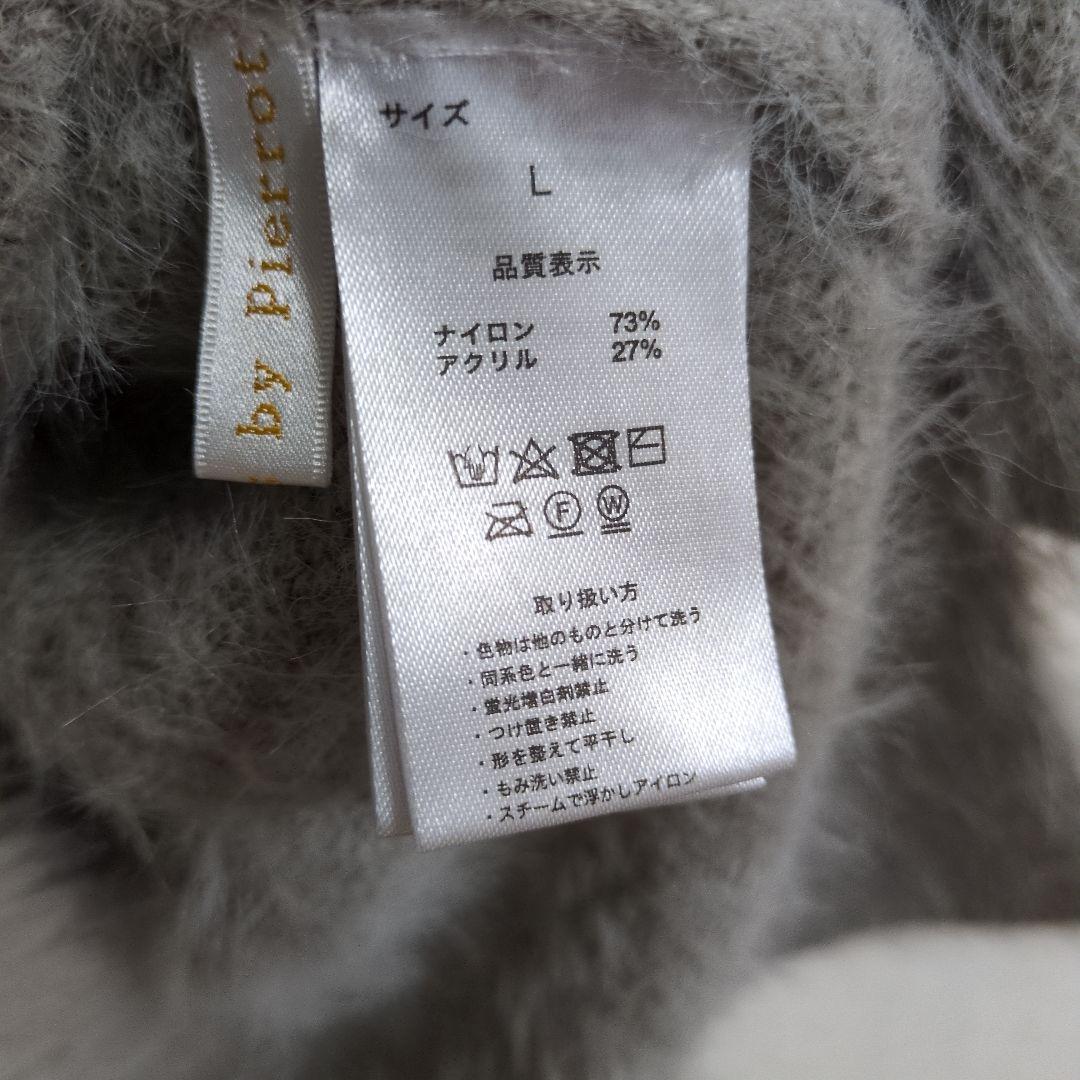 by Pierrot
サイズ
L
品質表示
ナイロン 73%
アクリル 27%
F W
取り扱い方
・色物は他のものと分けて洗う
・同系色と一緒に洗う
・蛍光増白剤禁止
・つけ置き禁止
・形を整えて平干し
・もみ洗い禁止
・スチームで浮かしアイロン